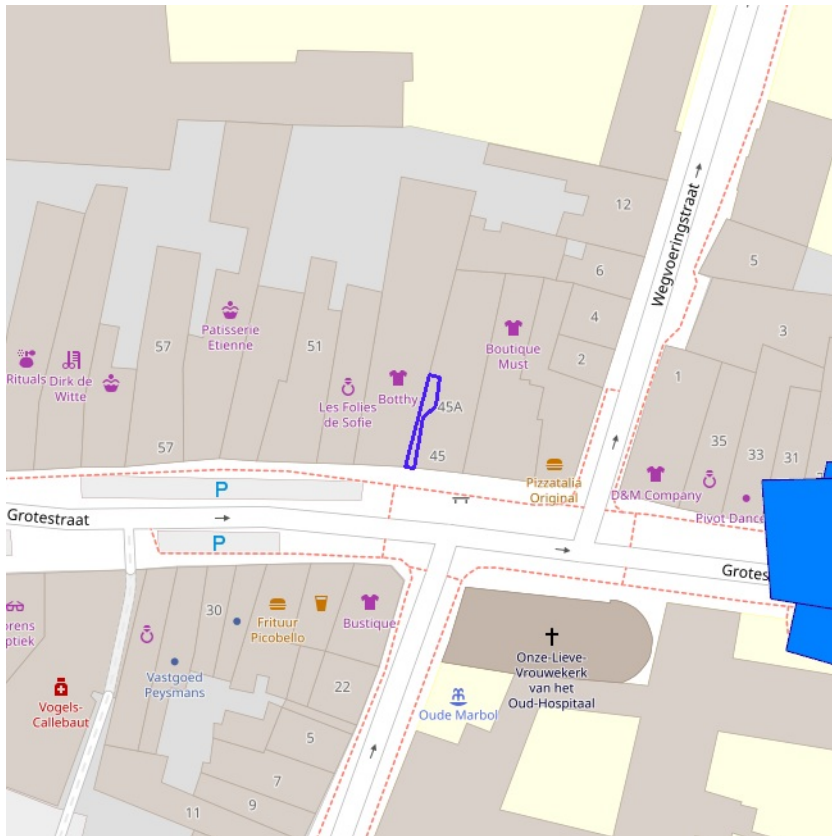 12
Wegvoeringstraat
6
5
4
3
Patisserie
Etienne
57
51
Boutique
Must
2
Rituals
Dirk de
Witte
1
Les Folies
de Sofie
Botthy
45A
35
33
31
57
45
Pizzatalia
Original
D&M Company
P
Pivot Dance
Grotestraat
P
Grotes
30
Frituur
Picobello
Bustique
orens
ptiek
Vastgoed
Peysmans
Onze-Lieve-
Vrouwekerk
van het
Oud-Hospitaal
22
Vogels-
Callebaut
Oude Marbol
5
7
9
11